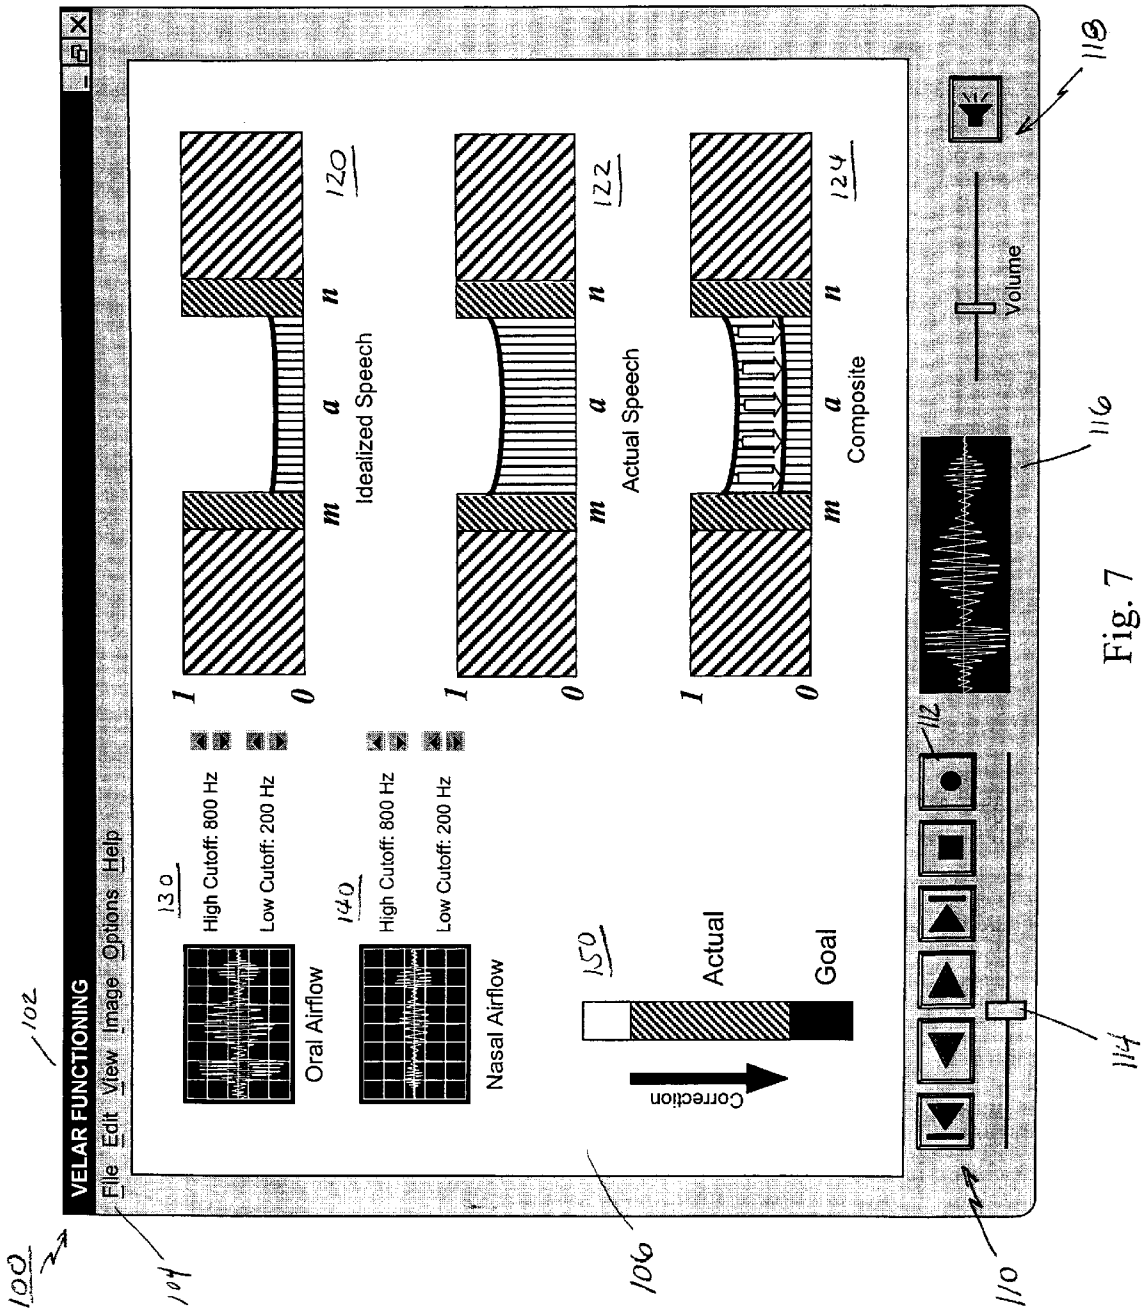 100
102
VELAR FUNCTIONING
104
File Edit View Image Options Help
130
High Cutoff: 800 Hz
Low Cutoff: 200 Hz
Oral Airflow
140
High Cutoff: 800 Hz
Low Cutoff: 200 Hz
Nasal Airflow
150
Correction
Actual
Goal
106
1
0
m a n
120
Idealized Speech
1
0
m a n
122
Actual Speech
1
0
m a n
124
Composite
110
112
114
116
Volume
118
Fig. 7